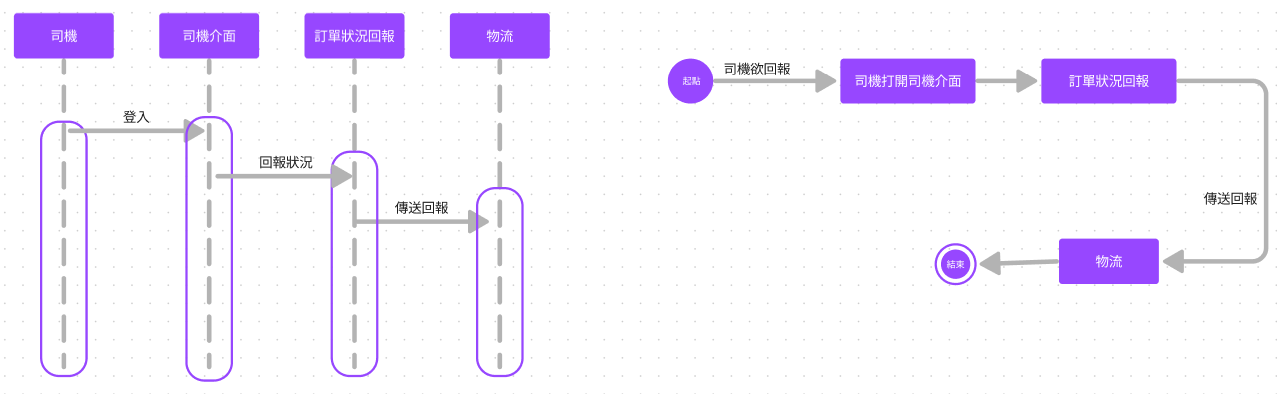 司機
司機介面
訂單狀況回報
物流
登入
回報狀況
傳送回報
起點
司機欲回報
司機打開司機介面
訂單狀況回報
傳送回報
物流
結束